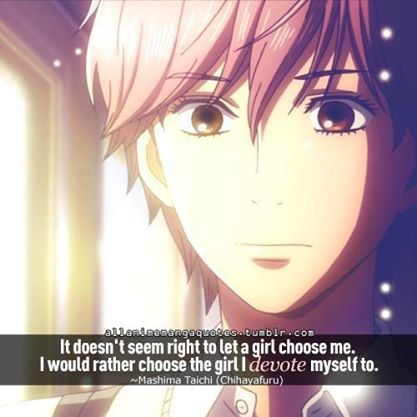 allanimemangaquotes.tumblr.com
It doesn't seem right to let a girl choose me.
I would rather choose the girl I devote myself to.
~Mashima Taichi (Chihayafuru)